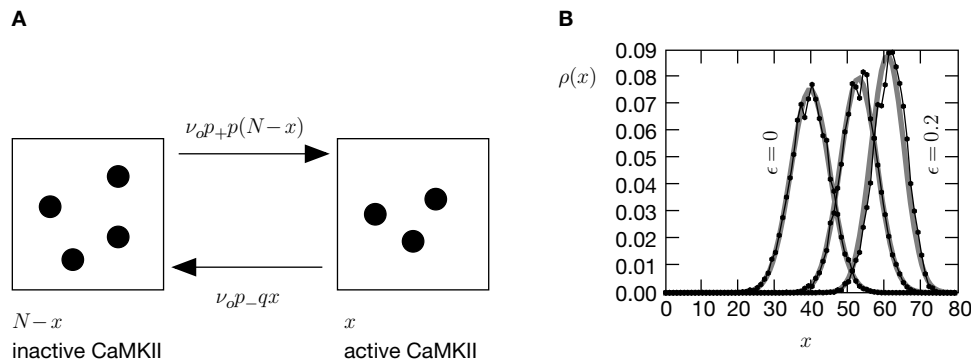 A
ν₀p₊p(N−x)
ν₀p₋qx
N−x
inactive CaMKII
x
active CaMKII
B
ρ(x)
0.09
0.08
0.07
0.06
0.05
0.04
0.03
0.02
0.01
0.00
ϵ=0
ϵ=0.2
0 10 20 30 40 50 60 70 80
x